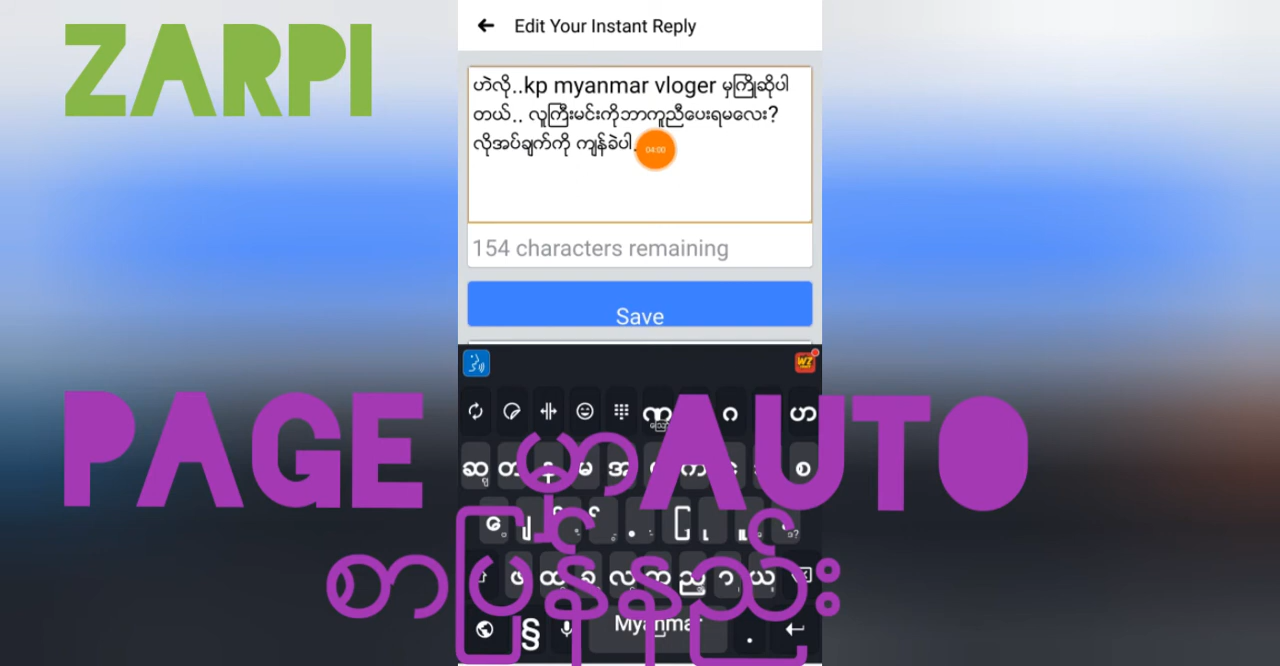 ZARPI
Edit Your Instant Reply
ဟဲလို..kp myanmar vloger မှကြိုဆိုပါ
တယ်.. လူကြီးမင်းကိုဘာကူညီပေးရမလေး?
လိုအပ်ချက်ကို ကျန်ခဲပါ.
04:00
154 characters remaining
Save
WZ
PAGE မှာAUTO
စာပြန်နည်း
Myanmar